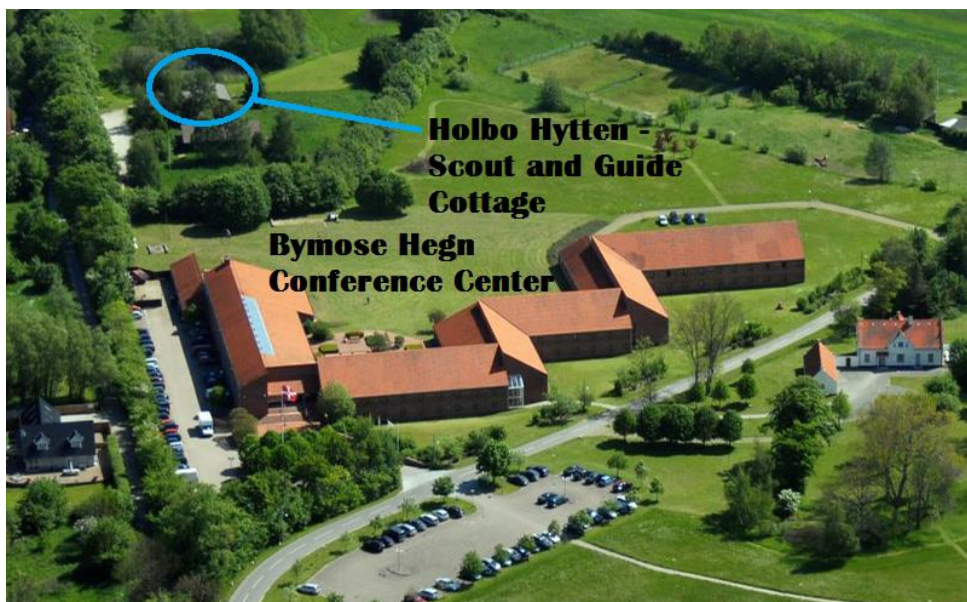 Holbo Hytten -
Scout and Guide
Cottage
Bymose Hegn
Conference Center